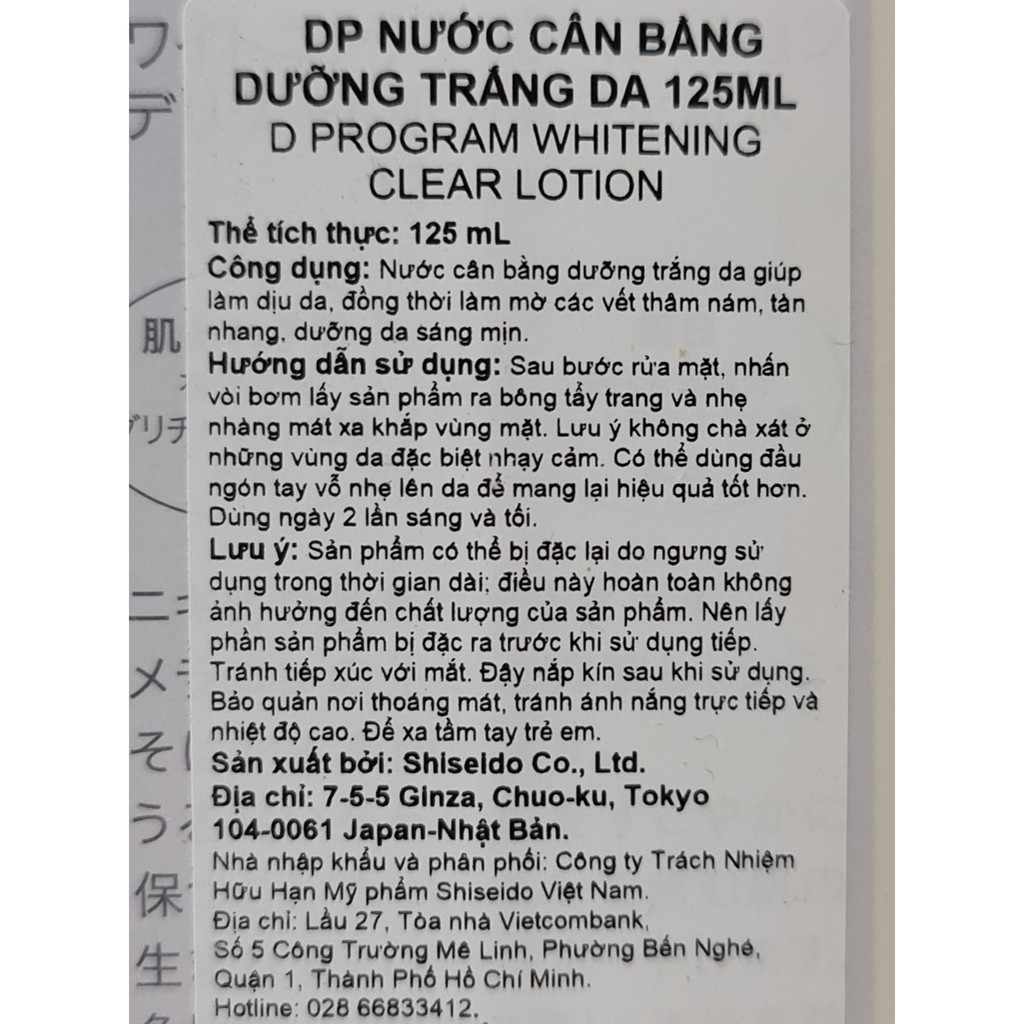 DP NƯỚC CÂN BẰNG
DƯỠNG TRẮNG DA 125ML
D PROGRAM WHITENING
CLEAR LOTION
Thể tích thực: 125 mL
Công dụng: Nước cân bằng dưỡng trắng da giúp
làm dịu da, đồng thời làm mờ các vết thâm nám, tàn
nhang, dưỡng da sáng mịn.
Hướng dẫn sử dụng: Sau bước rửa mặt, nhấn
vòi bơm lấy sản phẩm ra bông tẩy trang và nhẹ
nhàng mát xa khắp vùng mặt. Lưu ý không chà xát ở
những vùng da đặc biệt nhạy cảm. Có thể dùng đầu
ngón tay vỗ nhẹ lên da để mang lại hiệu quả tốt hơn.
Dùng ngày 2 lần sáng và tối.
Lưu ý: Sản phẩm có thể bị đặc lại do ngưng sử
dụng trong thời gian dài; điều này hoàn toàn không
ảnh hưởng đến chất lượng của sản phẩm. Nên lấy
phần sản phẩm bị đặc ra trước khi sử dụng tiếp.
Tránh tiếp xúc với mắt. Đậy nắp kín sau khi sử dụng.
Bảo quản nơi thoáng mát, tránh ánh nắng trực tiếp và
nhiệt độ cao. Để xa tầm tay trẻ em.
Sản xuất bởi: Shiseido Co., Ltd.
Địa chỉ: 7-5-5 Ginza, Chuo-ku, Tokyo
104-0061 Japan-Nhật Bản.
Nhà nhập khẩu và phân phối: Công ty Trách Nhiệm
Hữu Hạn Mỹ phẩm Shiseido Việt Nam.
Địa chỉ: Lầu 27, Tòa nhà Vietcombank,
Số 5 Công Trường Mê Linh, Phường Bến Nghé,
Quận 1, Thành Phố Hồ Chí Minh.
Hotline: 028 66833412.